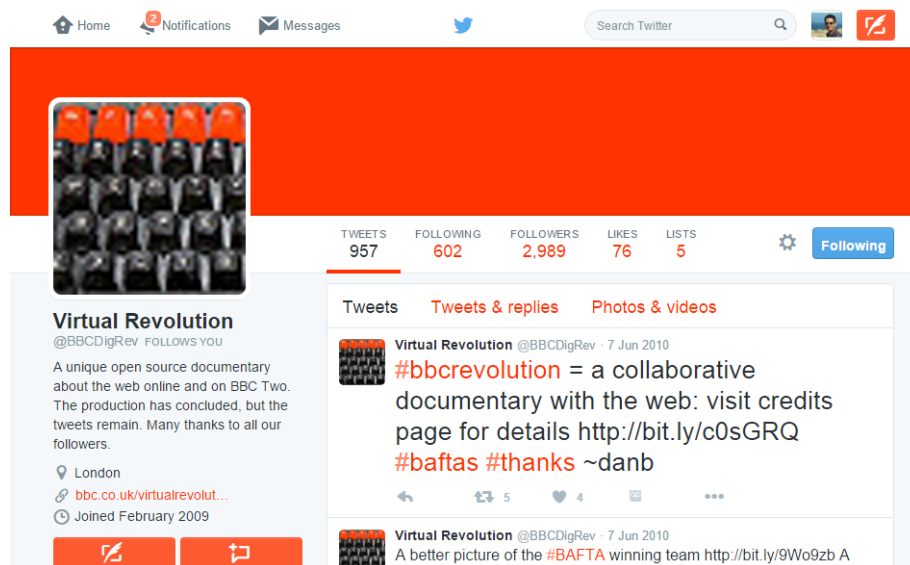 Home 2 Notifications Messages Search Twitter
TWEETS FOLLOWING FOLLOWERS LIKES LISTS
957 602 2,989 76 5
Following
Tweets Tweets & replies Photos & videos
Virtual Revolution
@BBCDigRev FOLLOWS YOU
A unique open source documentary
about the web online and on BBC Two.
The production has concluded, but the
tweets remain. Many thanks to all our
followers.
London
bbc.co.uk/virtualrevolut…
Joined February 2009
Virtual Revolution @BBCDigRev · 7 Jun 2010
#bbcrevolution = a collaborative
documentary with the web: visit credits
page for details http://bit.ly/c0sGRQ
#baftas #thanks ~danb
5 4
Virtual Revolution @BBCDigRev · 7 Jun 2010
A better picture of the #BAFTA winning team http://bit.ly/9Wo9zb A